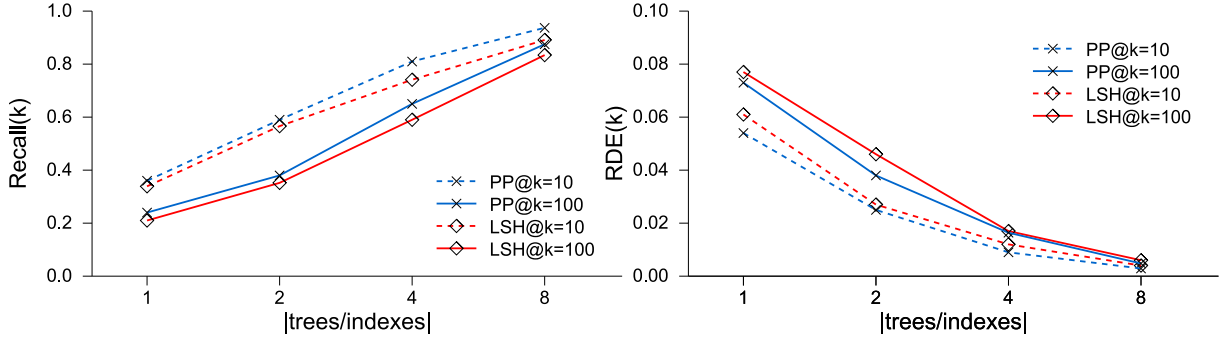 Recall(k)
1.0
0.8
0.6
0.4
0.2
0.0
PP@k=10
PP@k=100
LSH@k=10
LSH@k=100
1 2 4 8
|trees/indexes|
RDE(k)
0.10
0.08
0.06
0.04
0.02
0.00
PP@k=10
PP@k=100
LSH@k=10
LSH@k=100
1 2 4 8
|trees/indexes|